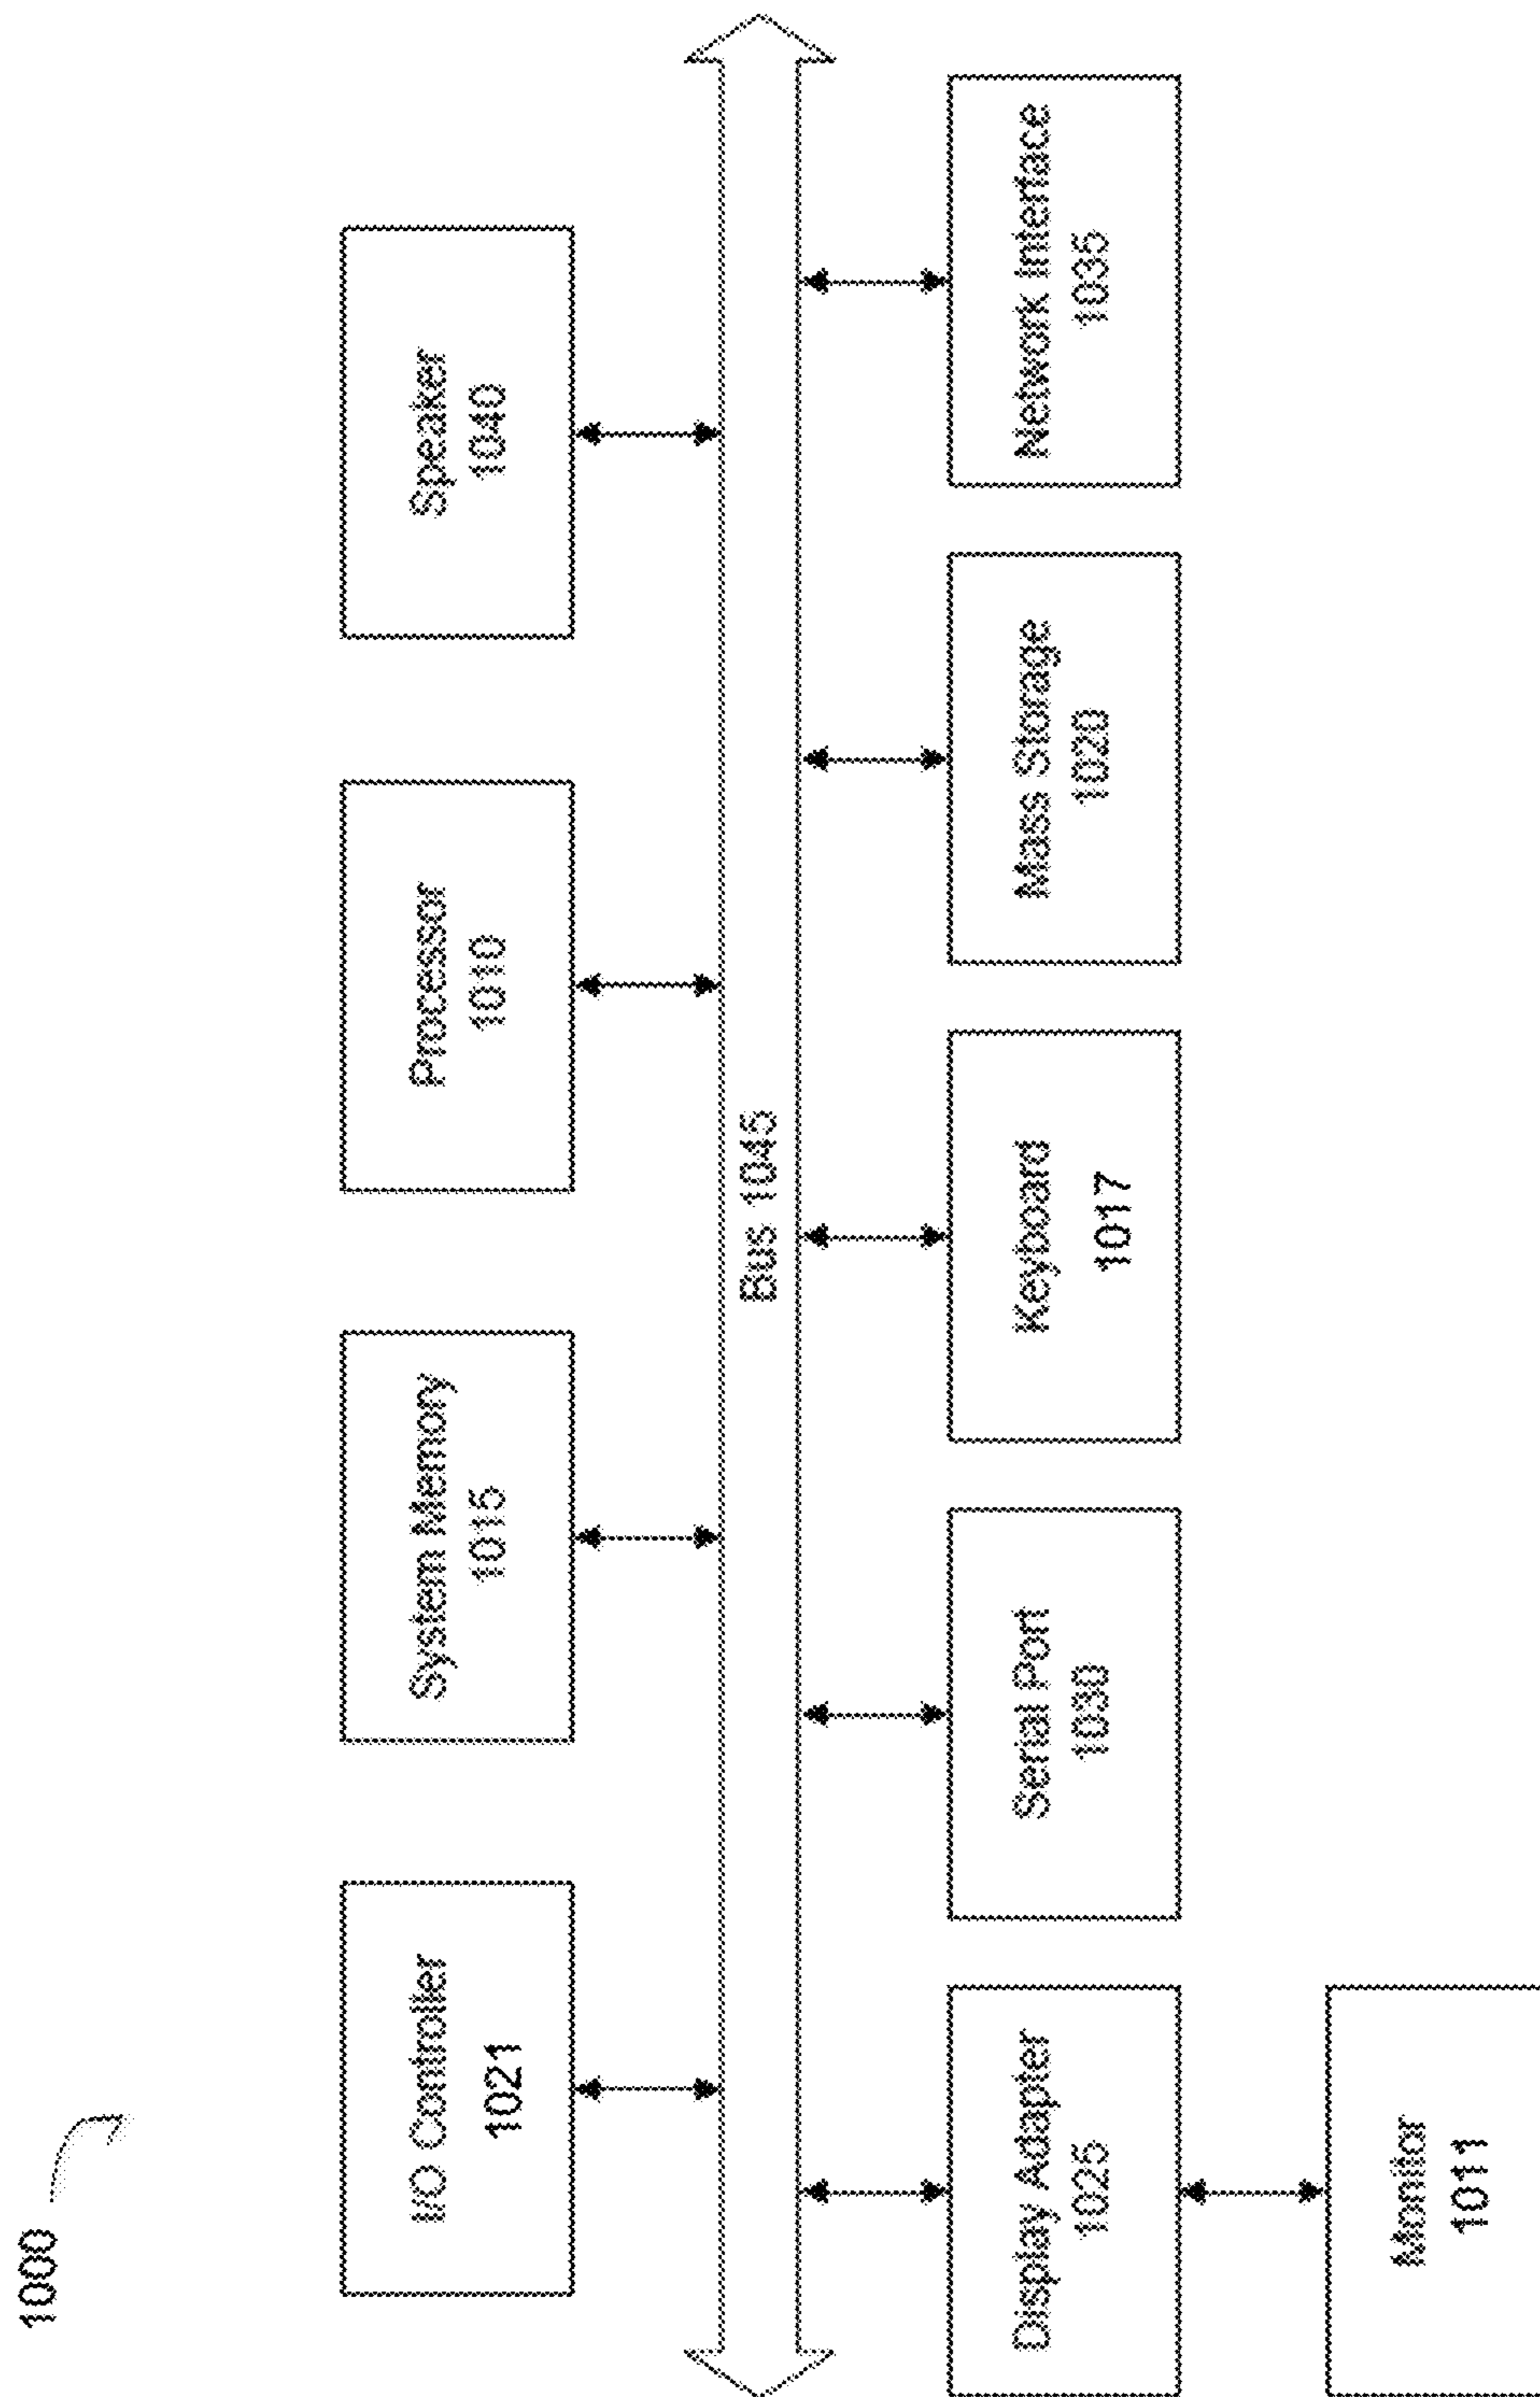 1000
I/O Controller
1021
System Memory
1015
Processor
1010
Speaker
1040
Bus 1045
Display Adapter
1025
Serial Port
1030
Keyboard
1017
Mass Storage
1020
Network Interface
1035
Monitor
1011